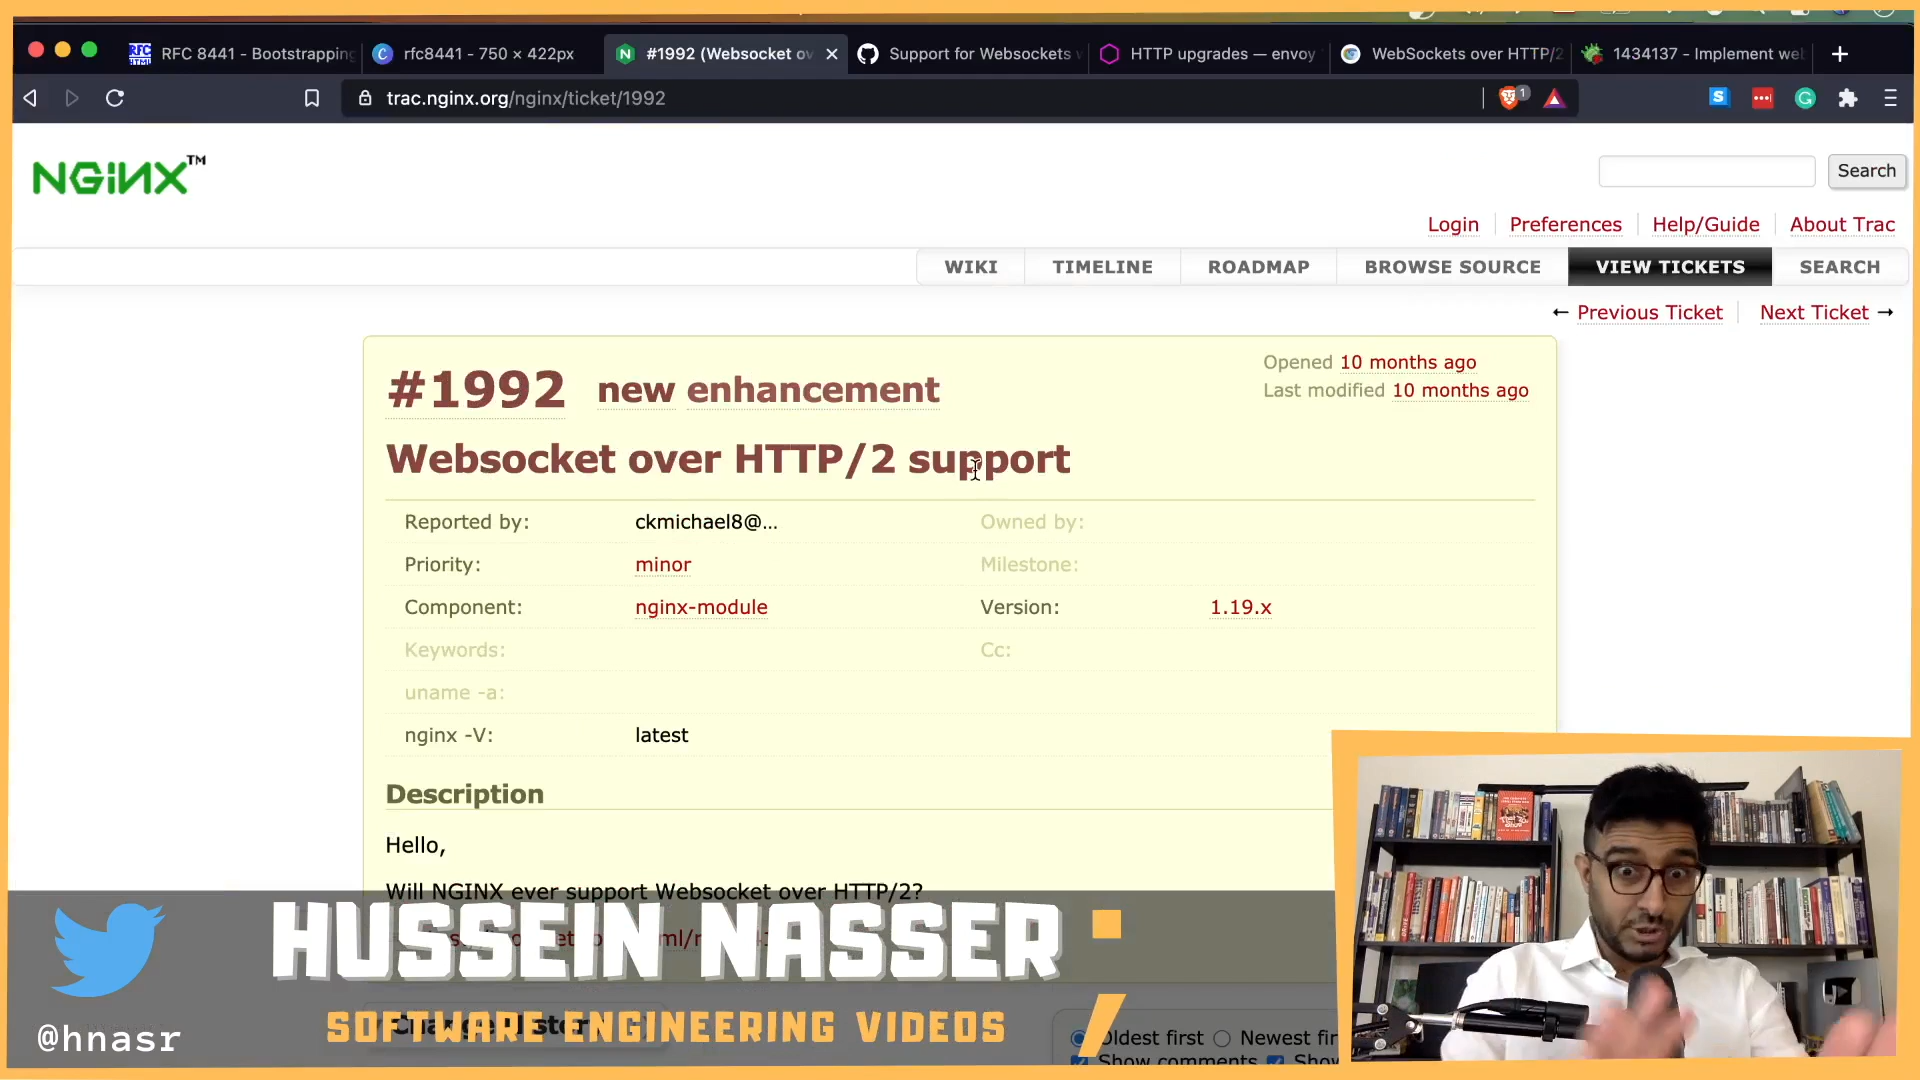 RFC 8441 - Bootstrapping
rfc8441 - 750 × 422px
#1992 (Websocket ov
Support for Websockets
HTTP upgrades — envoy
WebSockets over HTTP/2
1434137 - Implement we
trac.nginx.org/nginx/ticket/1992
1
NGINX™
Search
Login
Preferences
Help/Guide
About Trac
WIKI
TIMELINE
ROADMAP
BROWSE SOURCE
VIEW TICKETS
SEARCH
← Previous Ticket
Next Ticket →
#1992 new enhancement
Opened 10 months ago
Last modified 10 months ago
Websocket over HTTP/2 support
Reported by: ckmichael8@... Owned by:
Priority: minor Milestone:
Component: nginx-module Version: 1.19.x
Keywords: Cc:
uname -a:
nginx -V: latest
Description
Hello,
Will NGINX ever support Websocket over HTTP/2?
HUSSEIN NASSER
SOFTWARE ENGINEERING VIDEOS
@hnasr
Oldest first Newest fir
Show comments Show